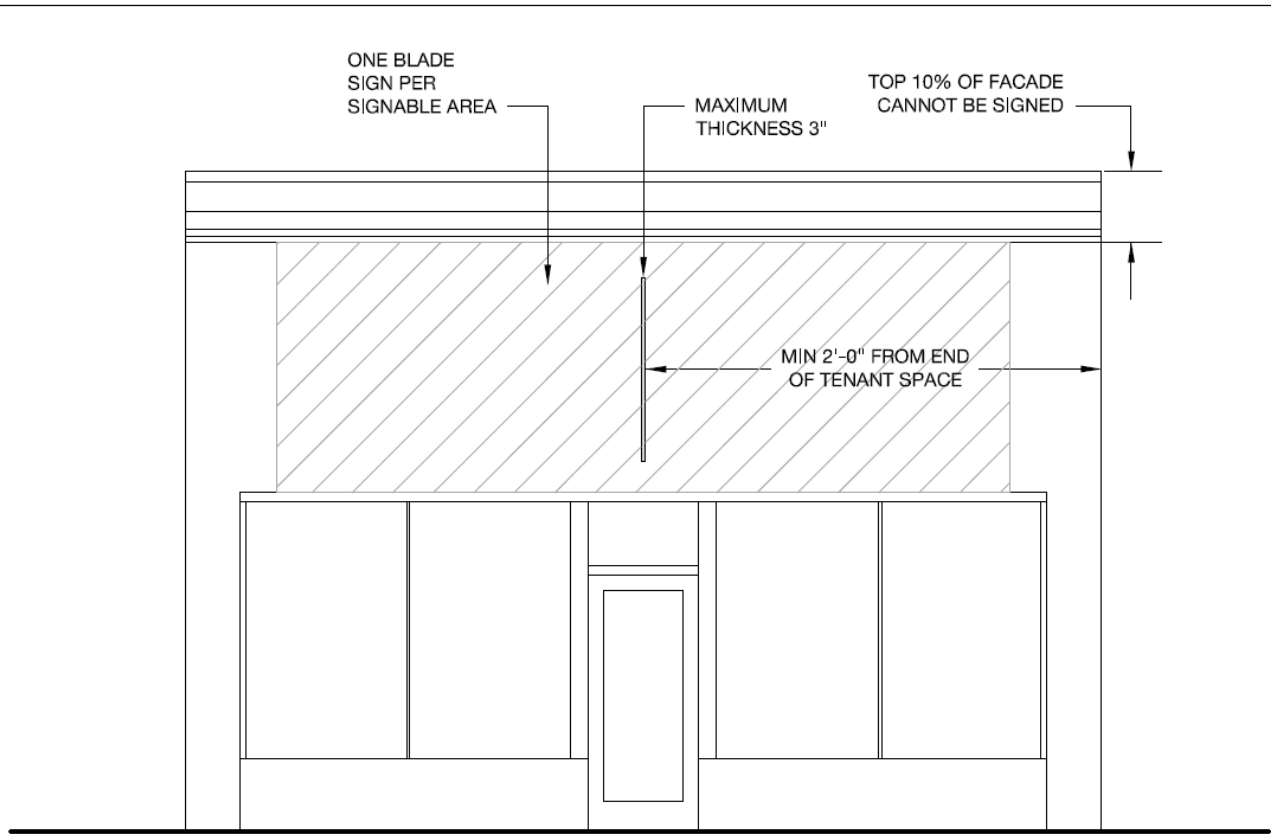 ONE BLADE
SIGN PER
SIGNABLE AREA
MAXIMUM
THICKNESS 3"
TOP 10% OF FACADE
CANNOT BE SIGNED
MIN 2'-0" FROM END
OF TENANT SPACE